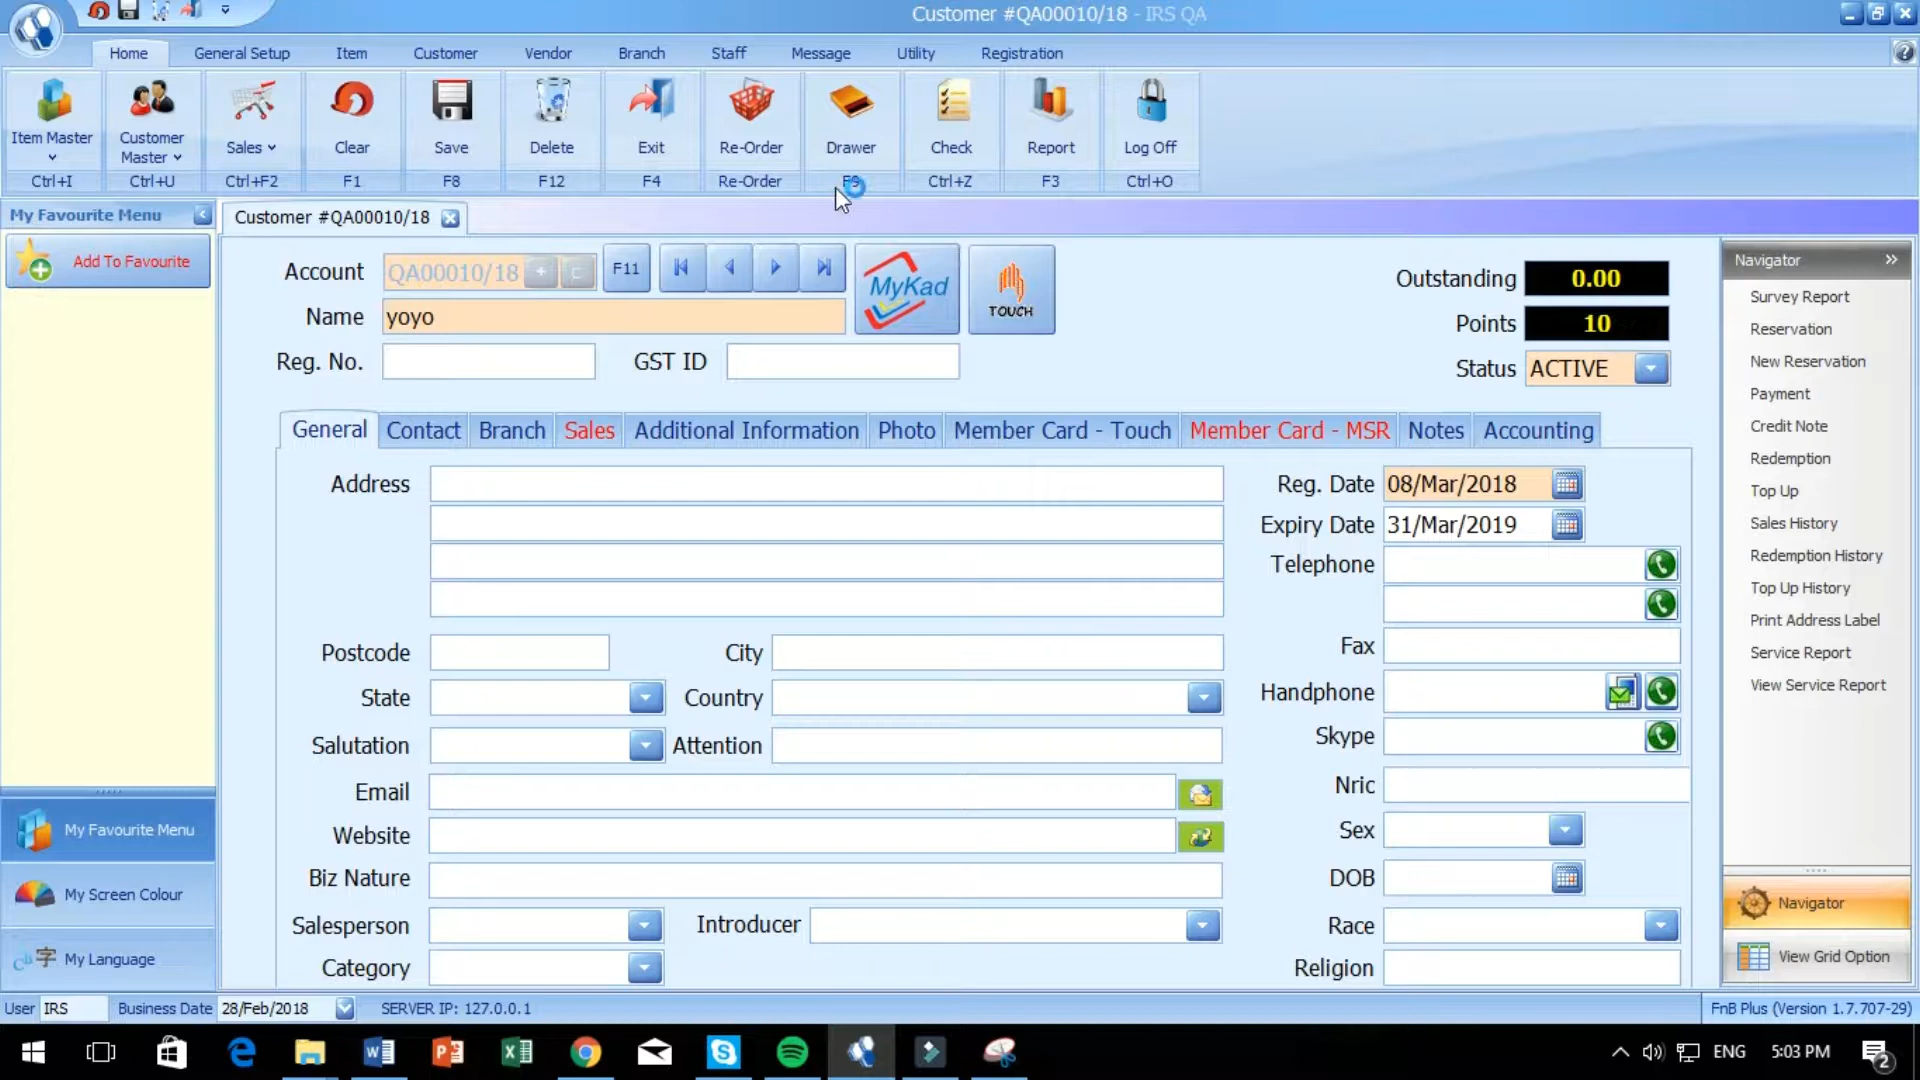 Customer #QA00010/18 - IRS QA
Home General Setup Item Customer Vendor Branch Staff Message Utility Registration
Item Master Customer Master Sales Clear Save Delete Exit Re-Order Drawer Check Report Log Off
Ctrl+I Ctrl+U Ctrl+F2 F1 F8 F12 F4 Re-Order Ctrl+Z F3 Ctrl+O
My Favourite Menu
Customer #QA00010/18
Add To Favourite
Account QA00010/18 + C F11 MyKad TOUCH
Name yoyo
Reg. No. GST ID
Outstanding 0.00
Points 10
Status ACTIVE
General Contact Branch Sales Additional Information Photo Member Card - Touch Member Card - MSR Notes Accounting
Address
Postcode City
State Country
Salutation Attention
Email
Website
Biz Nature
Salesperson Introducer
Category
Reg. Date 08/Mar/2018
Expiry Date 31/Mar/2019
Telephone
Fax
Handphone
Skype
Nric
Sex
DOB
Race
Religion
Navigator
Survey Report
Reservation
New Reservation
Payment
Credit Note
Redemption
Top Up
Sales History
Redemption History
Top Up History
Print Address Label
Service Report
View Service Report
Navigator
View Grid Option
My Favourite Menu
My Screen Colour
字 My Language
User IRS Business Date 28/Feb/2018 SERVER IP: 127.0.0.1 FnB Plus (Version 1.7.707-29)
ENG 5:03 PM 2